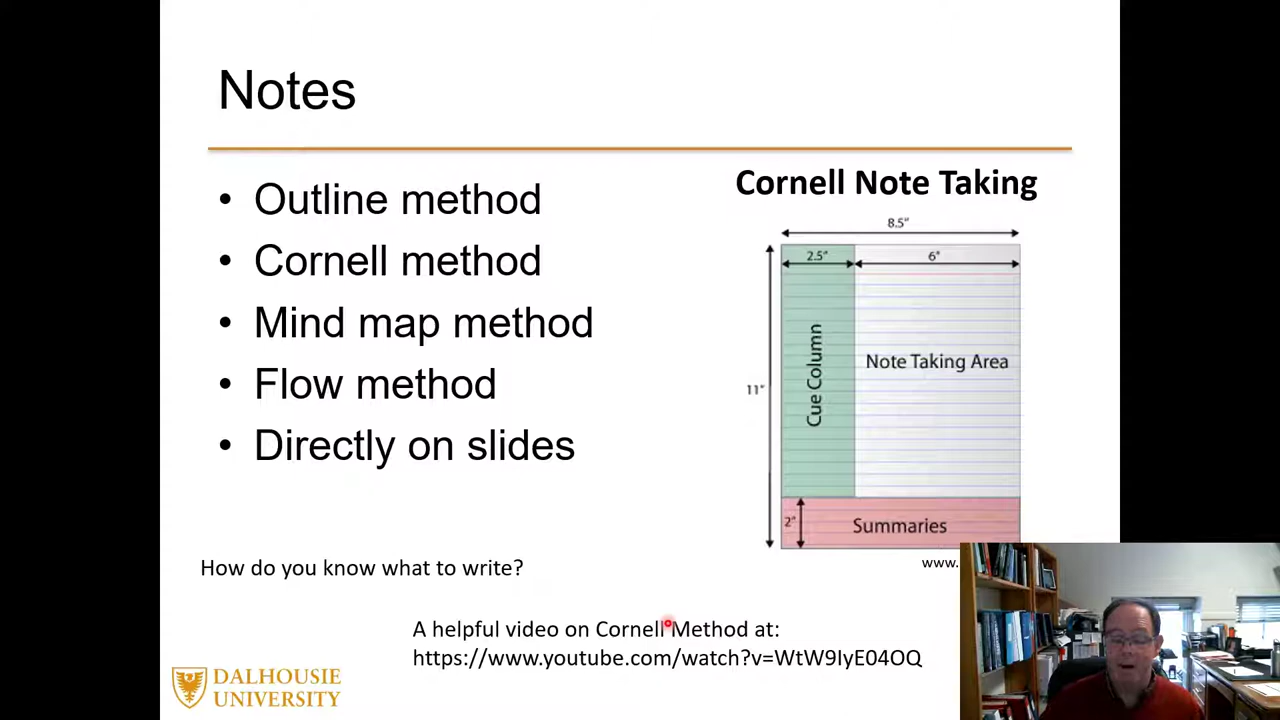 Notes
• Outline method
• Cornell method
• Mind map method
• Flow method
• Directly on slides
Cornell Note Taking
8.5"
2.5"
6"
11"
Cue Column
Note Taking Area
2"
Summaries
www.
How do you know what to write?
A helpful video on Cornell Method at:
https://www.youtube.com/watch?v=WtW9IyE04OQ
DALHOUSIE
UNIVERSITY